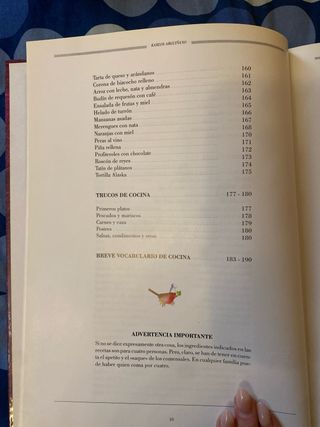 KARLOS ARGUIÑANO
Tarta de queso y arándanos 160
Corona de bizcocho relleno 161
Arroz con leche, nata y almendras 162
Budín de requesón con café 163
Ensalada de frutas y miel 164
Helado de turrón 165
Manzanas asadas 166
Merengues con nata 167
Naranjas con miel 168
Peras al vino 170
Piña rellena 171
Profiteroles con chocolate 172
Roscón de reyes 173
Tatin de plátanos 174
Tortilla Alaska 175
TRUCOS DE COCINA 177 - 180
Primeros platos 177
Pescados y mariscos 178
Carnes y caza 179
Postres 180
Salsas, condimentos y otros 180
BREVE VOCABULARIO DE COCINA 183 - 190
ADVERTENCIA IMPORTANTE
Si no se dice expresamente otra cosa, los ingredientes indicados en las
recetas son para cuatro personas. Pero, claro, se han de tener en cuen-
ta el apetito y el «saque» de los comensales. En cualquier familia pue-
de haber quien coma por cuatro.